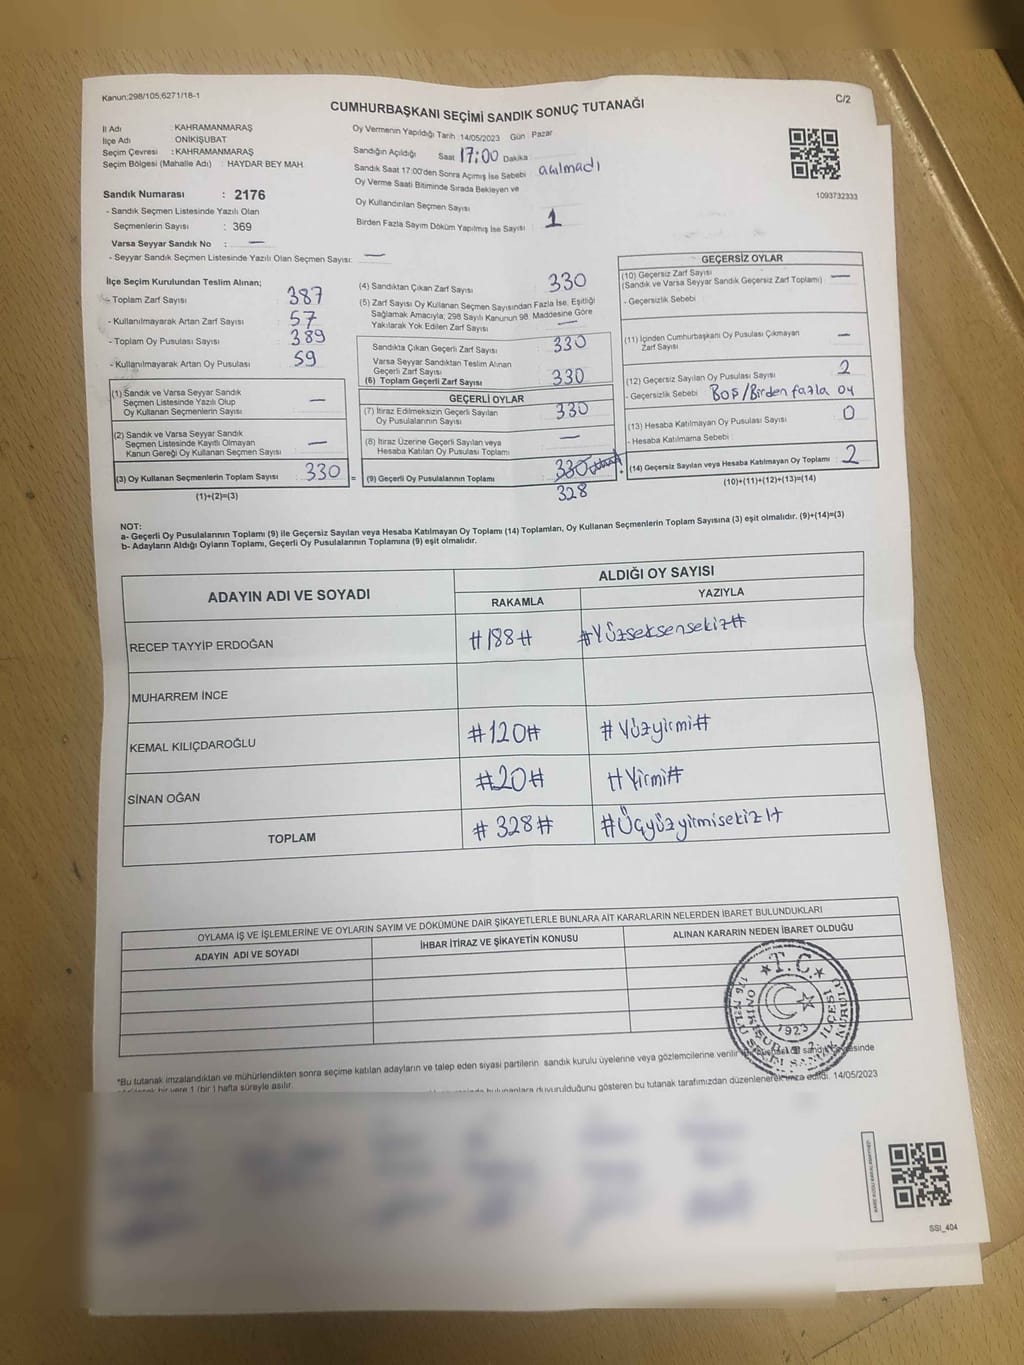 Kanun:298/105,6271/18-1
C/2
CUMHURBAŞKANI SEÇİMİ SANDIK SONUÇ TUTANAĞI
İl Adı : KAHRAMANMARAŞ
İlçe Adı : ONİKİŞUBAT
Seçim Çevresi : KAHRAMANMARAŞ
Seçim Bölgesi (Mahalle Adı) : HAYDAR BEY MAH.
Sandık Numarası : 2176
- Sandık Seçmen Listesinde Yazılı Olan
Seçmenlerin Sayısı : 369
Varsa Seyyar Sandık No : —
- Seyyar Sandık Seçmen Listesinde Yazılı Olan Seçmen Sayısı: —
Oy Vermenin Yapıldığı Tarih :14/05/2023 Gün : Pazar
Sandığın Açıldığı Saat 17:00 Dakika
Sandık Saat 17:00'den Sonra Açmış İse Sebebi açılmadı
Oy Verme Saati Bitiminde Sırada Bekleyen ve
Oy Kullandırılan Seçmen Sayısı
Birden Fazla Sayım Döküm Yapılmış İse Sayısı 1
1093732333
İlçe Seçim Kurulundan Teslim Alınan;
- Toplam Zarf Sayısı 387
- Kullanılmayarak Artan Zarf Sayısı 57
- Toplam Oy Pusulası Sayısı 389
- Kullanılmayarak Artan Oy Pusulası 59
(1) Sandık ve Varsa Seyyar Sandık
Seçmen Listesinde Yazılı Olup
Oy Kullanan Seçmenlerin Sayısı —
(2) Sandık ve Varsa Seyyar Sandık
Seçmen Listesinde Kayıtlı Olmayan
Kanun Gereği Oy Kullanan Seçmen Sayısı —
(3) Oy Kullanan Seçmenlerin Toplam Sayısı 330 =
(1)+(2)=(3)
(4) Sandıktan Çıkan Zarf Sayısı 330
(5) Zarf Sayısı Oy Kullanan Seçmen Sayısından Fazla İse, Eşitliği
Sağlamak Amacıyla; 298 Sayılı Kanunun 98. Maddesine Göre
Yakılarak Yok Edilen Zarf Sayısı —
Sandıkta Çıkan Geçerli Zarf Sayısı 330
Varsa Seyyar Sandıktan Teslim Alınan
Geçerli Zarf Sayısı
(6) Toplam Geçerli Zarf Sayısı 330
GEÇERLİ OYLAR
(7) İtiraz Edilmeksizin Geçerli Sayılan
Oy Pusulasının Sayısı 330
(8) İtiraz Üzerine Geçerli Sayılan veya
Hesaba Katılan Oy Pusulası Toplamı —
(9) Geçerli Oy Pusulalarının Toplamı 330 +
328
GEÇERSİZ OYLAR
(10) Geçersiz Zarf Sayısı
(Sandık ve Varsa Seyyar Sandık Geçersiz Zarf Toplamı) —
- Geçersizlik Sebebi
(11) İçinden Cumhurbaşkanı Oy Pusulası Çıkmayan
Zarf Sayısı —
(12) Geçersiz Sayılan Oy Pusulası Sayısı 2
- Geçersizlik Sebebi Boş/Birden fazla oy
(13) Hesaba Katılmayan Oy Pusulası Sayısı 0
- Hesaba Katılmama Sebebi
(14) Geçersiz Sayılan veya Hesaba Katılmayan Oy Toplamı 2
(10)+(11)+(12)+(13)=(14)
NOT:
a- Geçerli Oy Pusulalarının Toplamı (9) ile Geçersiz Sayılan veya Hesaba Katılmayan Oy Toplamı (14) Toplamları, Oy Kullanan Seçmenlerin Toplam Sayısına (3) eşit olmalıdır. (9)+(14)=(3)
b- Adayların Aldığı Oyların Toplamı, Geçerli Oy Pusulalarının Toplamına (9) eşit olmalıdır.
ADAYIN ADI VE SOYADI
ALDIĞI OY SAYISI
RAKAMLA YAZIYLA
RECEP TAYYİP ERDOĞAN #188# #Yüzseksensekiz#
MUHARREM İNCE
KEMAL KILIÇDAROĞLU #120# #Yüzyirmi#
SİNAN OĞAN #20# #Yirmi#
TOPLAM #328# #Üçyüzyirmisekiz#
OYLAMA İŞ VE İŞLEMLERİNE VE OYLARIN SAYIM VE DÖKÜMÜNE DAİR ŞİKAYETLERLE BUNLARA AİT KARARLARIN NELERDEN İBARET BULUNDUKLARI
ADAYIN ADI VE SOYADI İHBAR İTİRAZ VE ŞİKAYETİN KONUSU ALINAN KARARIN NEDEN İBARET OLDUĞU
T.C.
1923
*Bu tutanak imzalandıktan ve mühürlendikten sonra seçime katılan adayların ve talep eden siyasi partilerin sandık kurulu üyelerine veya gözlemcilerine verilir
1 (bir) hafta süreyle asılır.
duyurulduğunu gösteren bu tutanak tarafımızdan düzenlenerek imza edildi. 14/05/2023
SSI_404